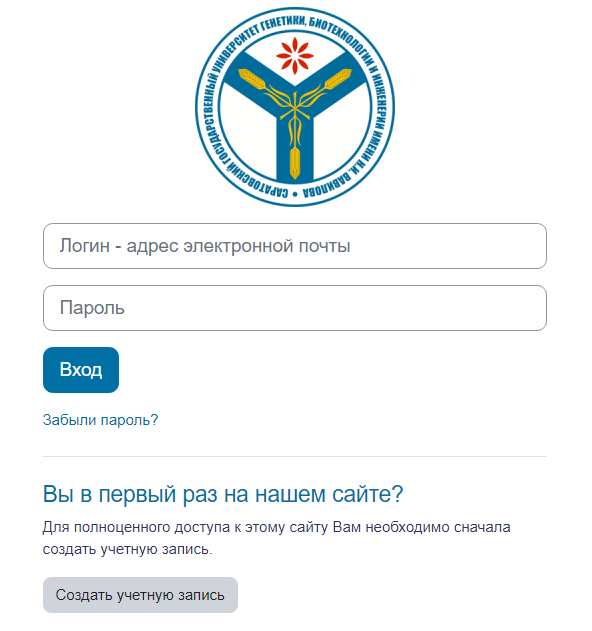 САРАТОВСКИЙ ГОСУДАРСТВЕННЫЙ УНИВЕРСИТЕТ ГЕНЕТИКИ, БИОТЕХНОЛОГИИ И ИНЖЕНЕРИИ ИМЕНИ Н.И. ВАВИЛОВА •
Логин - адрес электронной почты
Пароль
Вход
Забыли пароль?
Вы в первый раз на нашем сайте?
Для полноценного доступа к этому сайту Вам необходимо сначала
создать учетную запись.
Создать учетную запись